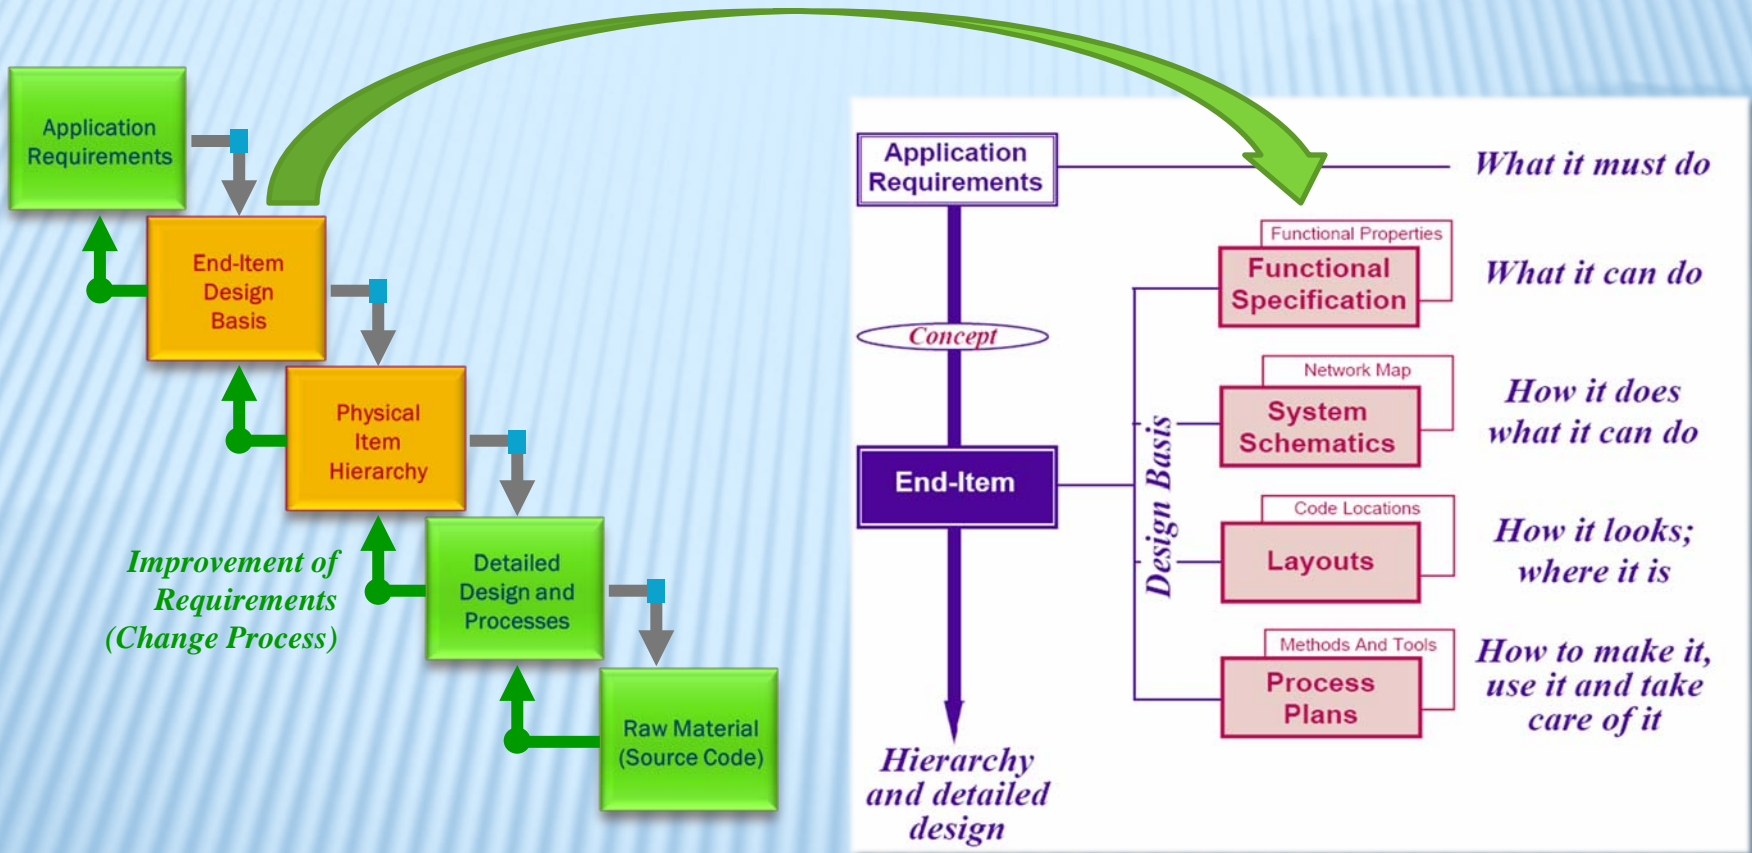 Application
Requirements
End-Item
Design
Basis
Physical
Item
Hierarchy
Improvement of
Requirements
(Change Process)
Detailed
Design and
Processes
Raw Material
(Source Code)
Application
Requirements
What it must do
Concept
End-Item
Hierarchy
and detailed
design
Design Basis
Functional Properties
Functional
Specification
What it can do
Network Map
System
Schematics
How it does
what it can do
Code Locations
Layouts
How it looks;
where it is
Methods And Tools
Process
Plans
How to make it,
use it and take
care of it